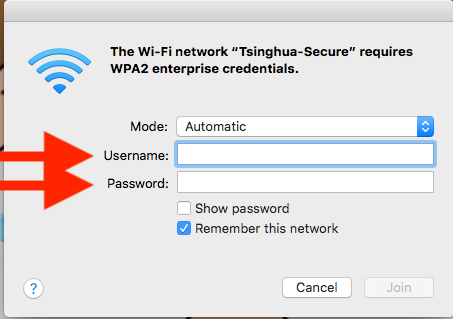 The Wi-Fi network “Tsinghua-Secure” requires
WPA2 enterprise credentials.
Mode: Automatic
Username:
Password:
Show password
Remember this network
? Cancel Join